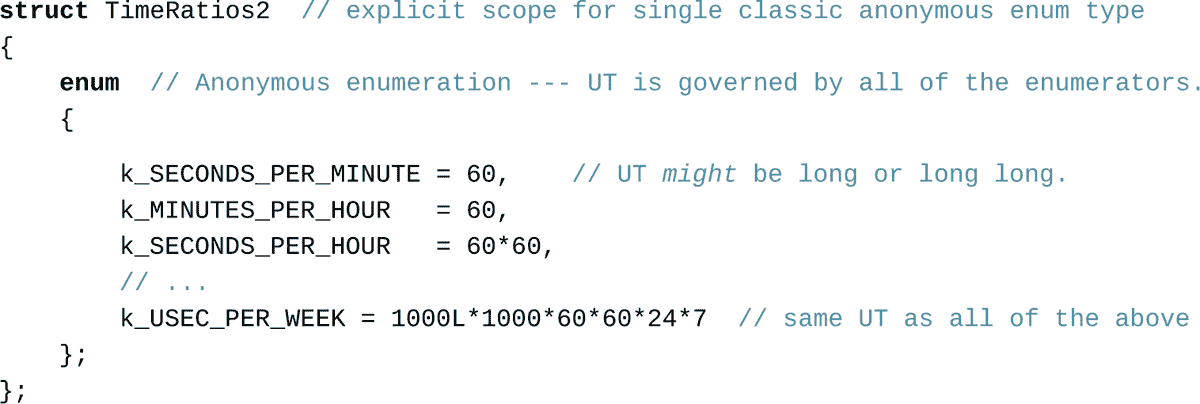 struct TimeRatios2  // explicit scope for single classic anonymous enum type
{
    enum  // Anonymous enumeration --- UT is governed by all of the enumerators.
    {
        k_SECONDS_PER_MINUTE = 60,    // UT might be long or long long.
        k_MINUTES_PER_HOUR   = 60,
        k_SECONDS_PER_HOUR   = 60*60,
        // ...
        k_USEC_PER_WEEK = 1000L*1000*60*60*24*7  // same UT as all of the above
    };
};